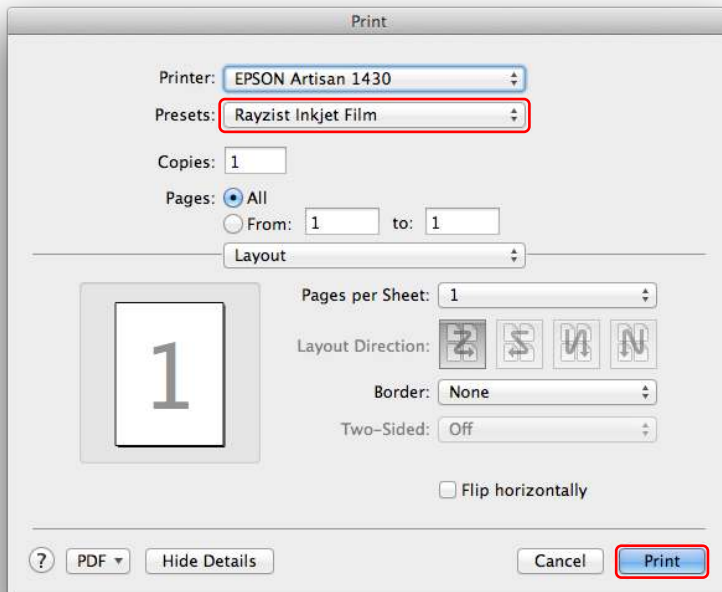 Print
Printer: EPSON Artisan 1430
Presets: Rayzist Inkjet Film
Copies: 1
Pages: All
From: 1 to: 1
Layout
Pages per Sheet: 1
1
Layout Direction:
Border: None
Two-Sided: Off
Flip horizontally
? PDF Hide Details Cancel Print